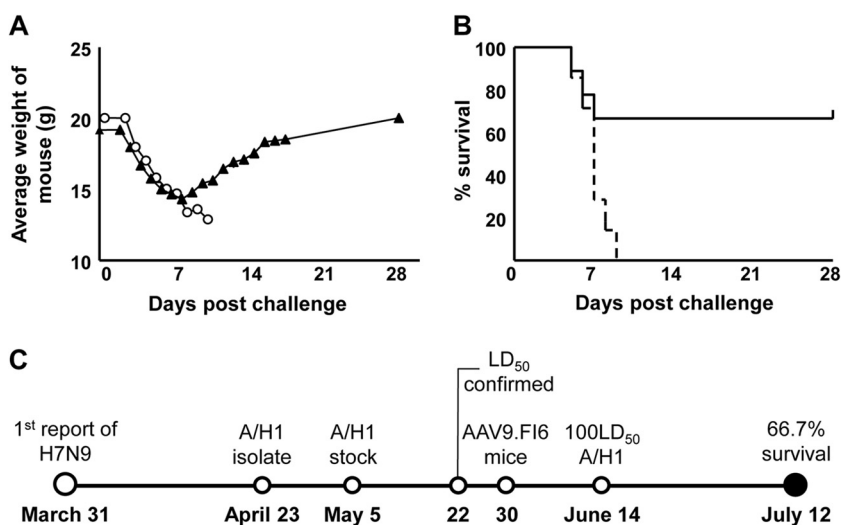 A
25
20
15
10
Average weight of
mouse (g)
0 7 14 21 28
Days post challenge
B
100
80
60
40
20
% survival
0 7 14 21 28
Days post challenge
C
LD50
confirmed
1st report of
H7N9
A/H1
isolate
A/H1
stock
AAV9.FI6
mice
100LD50
A/H1
66.7%
survival
March 31 April 23 May 5 22 30 June 14 July 12